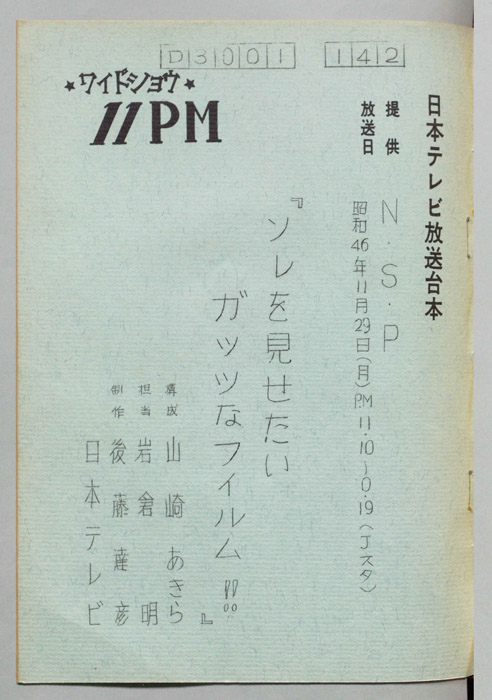 D3001 142
★ワイドショウ★
11PM
日本テレビ放送台本
提供 N・S・P
放送日 昭和46年11月29日(月)PM11.10〜0.19(Jスタ)
『ソレを見せたい
ガッツなフイルム!!』
構成 山崎あきら
担当 岩倉明
制作 後藤達彦
日本テレビ